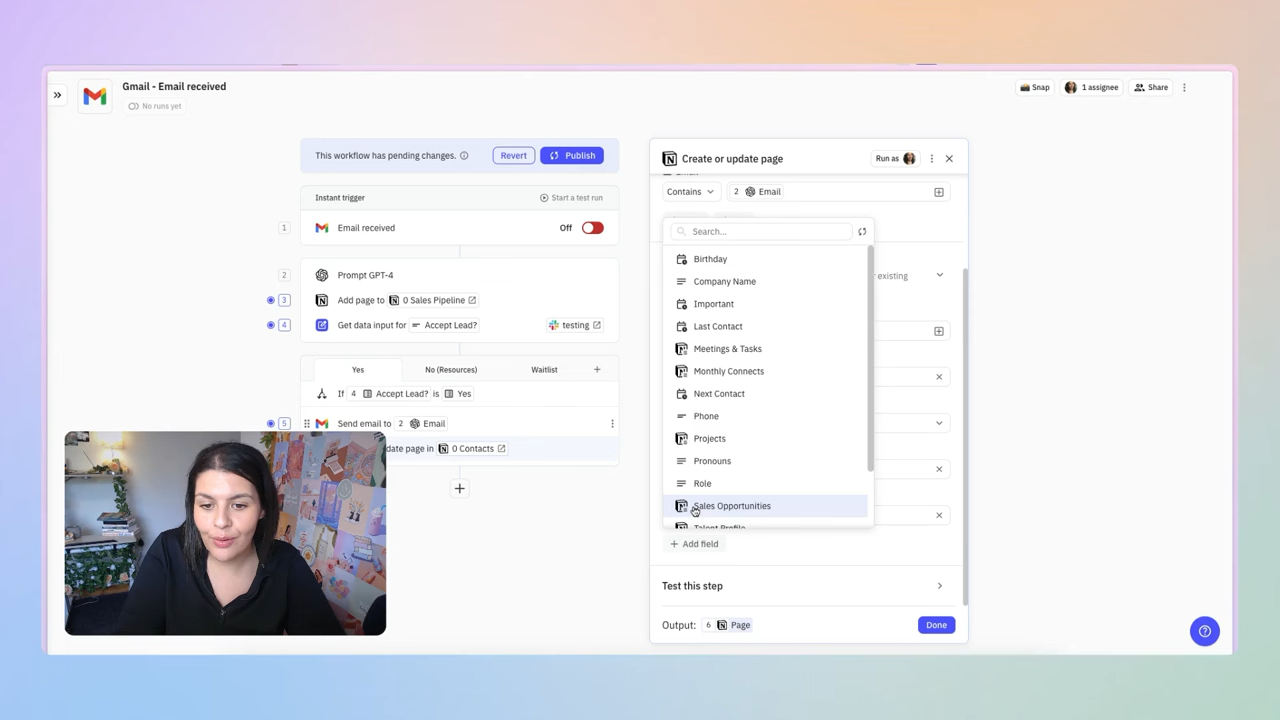 Gmail - Email received
No runs yet
Snap
1 assignee
Share
This workflow has pending changes.
Revert
Publish
Instant trigger
Start a test run
1
Email received
Off
2
Prompt GPT-4
3
Add page to
0 Sales Pipeline
4
Get data input for
Accept Lead?
testing
Yes
No (Resources)
Waitlist
If
4
Accept Lead?
is
Yes
5
Send email to
2
Email
date page in
0 Contacts
Create or update page
Run as
Contains
2
Email
Search...
Birthday
Company Name
Important
Last Contact
Meetings & Tasks
Monthly Connects
Next Contact
Phone
Projects
Pronouns
Role
Sales Opportunities
Talent Profile
existing
Add field
Test this step
Output:
6
Page
Done